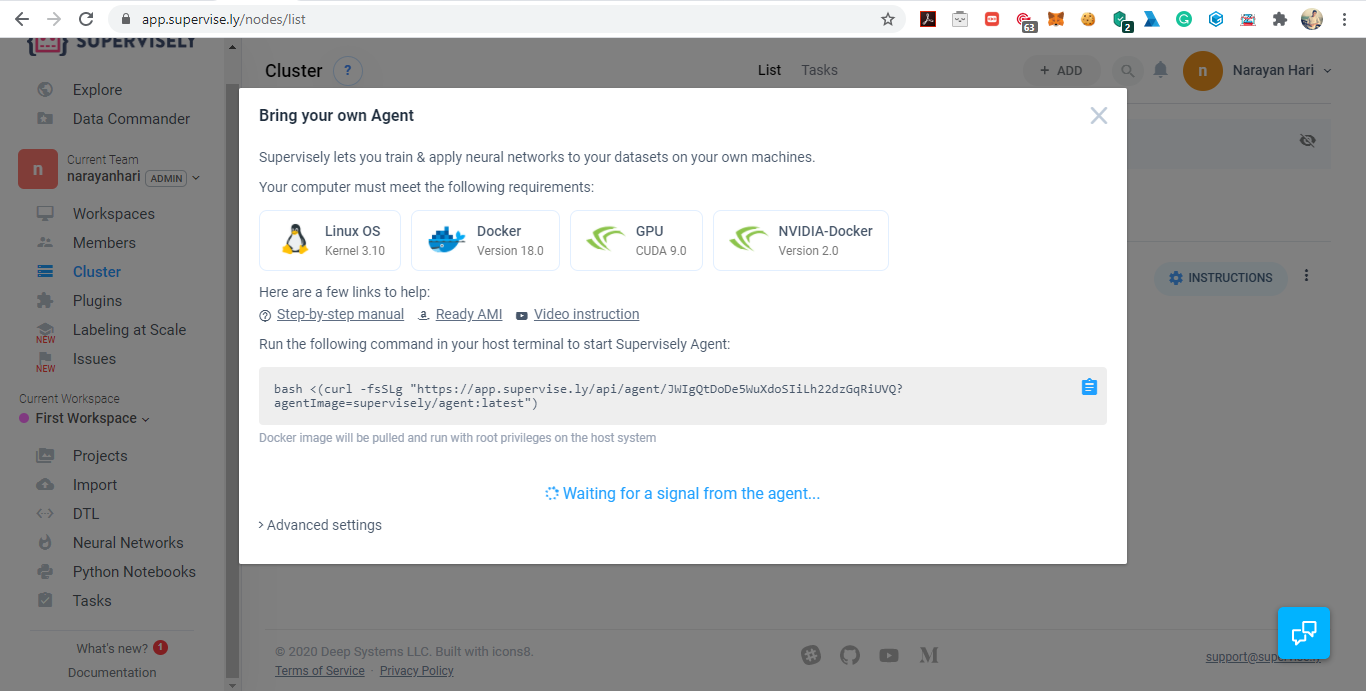 app.supervise.ly/nodes/list
63
2
SUPERVISELY
Explore
Data Commander
n
Current Team
narayanhari ADMIN
Workspaces
Members
Cluster
Plugins
Labeling at Scale
NEW
Issues
NEW
Current Workspace
First Workspace
Projects
Import
DTL
Neural Networks
Python Notebooks
Tasks
What's new? 1
Documentation
Cluster ?
List Tasks
+ ADD
n Narayan Hari
INSTRUCTIONS
Bring your own Agent
Supervisely lets you train & apply neural networks to your datasets on your own machines.
Your computer must meet the following requirements:
Linux OS
Kernel 3.10
Docker
Version 18.0
GPU
CUDA 9.0
NVIDIA-Docker
Version 2.0
Here are a few links to help:
Step-by-step manual Ready AMI Video instruction
Run the following command in your host terminal to start Supervisely Agent:
bash <(curl -fsSLg "https://app.supervise.ly/api/agent/JWIgQtDoDe5WuXdoSIiLh22dzGqRiUVQ?
agentImage=supervisely/agent:latest")
Docker image will be pulled and run with root privileges on the host system
Waiting for a signal from the agent...
> Advanced settings
© 2020 Deep Systems LLC. Built with icons8.
Terms of Service · Privacy Policy